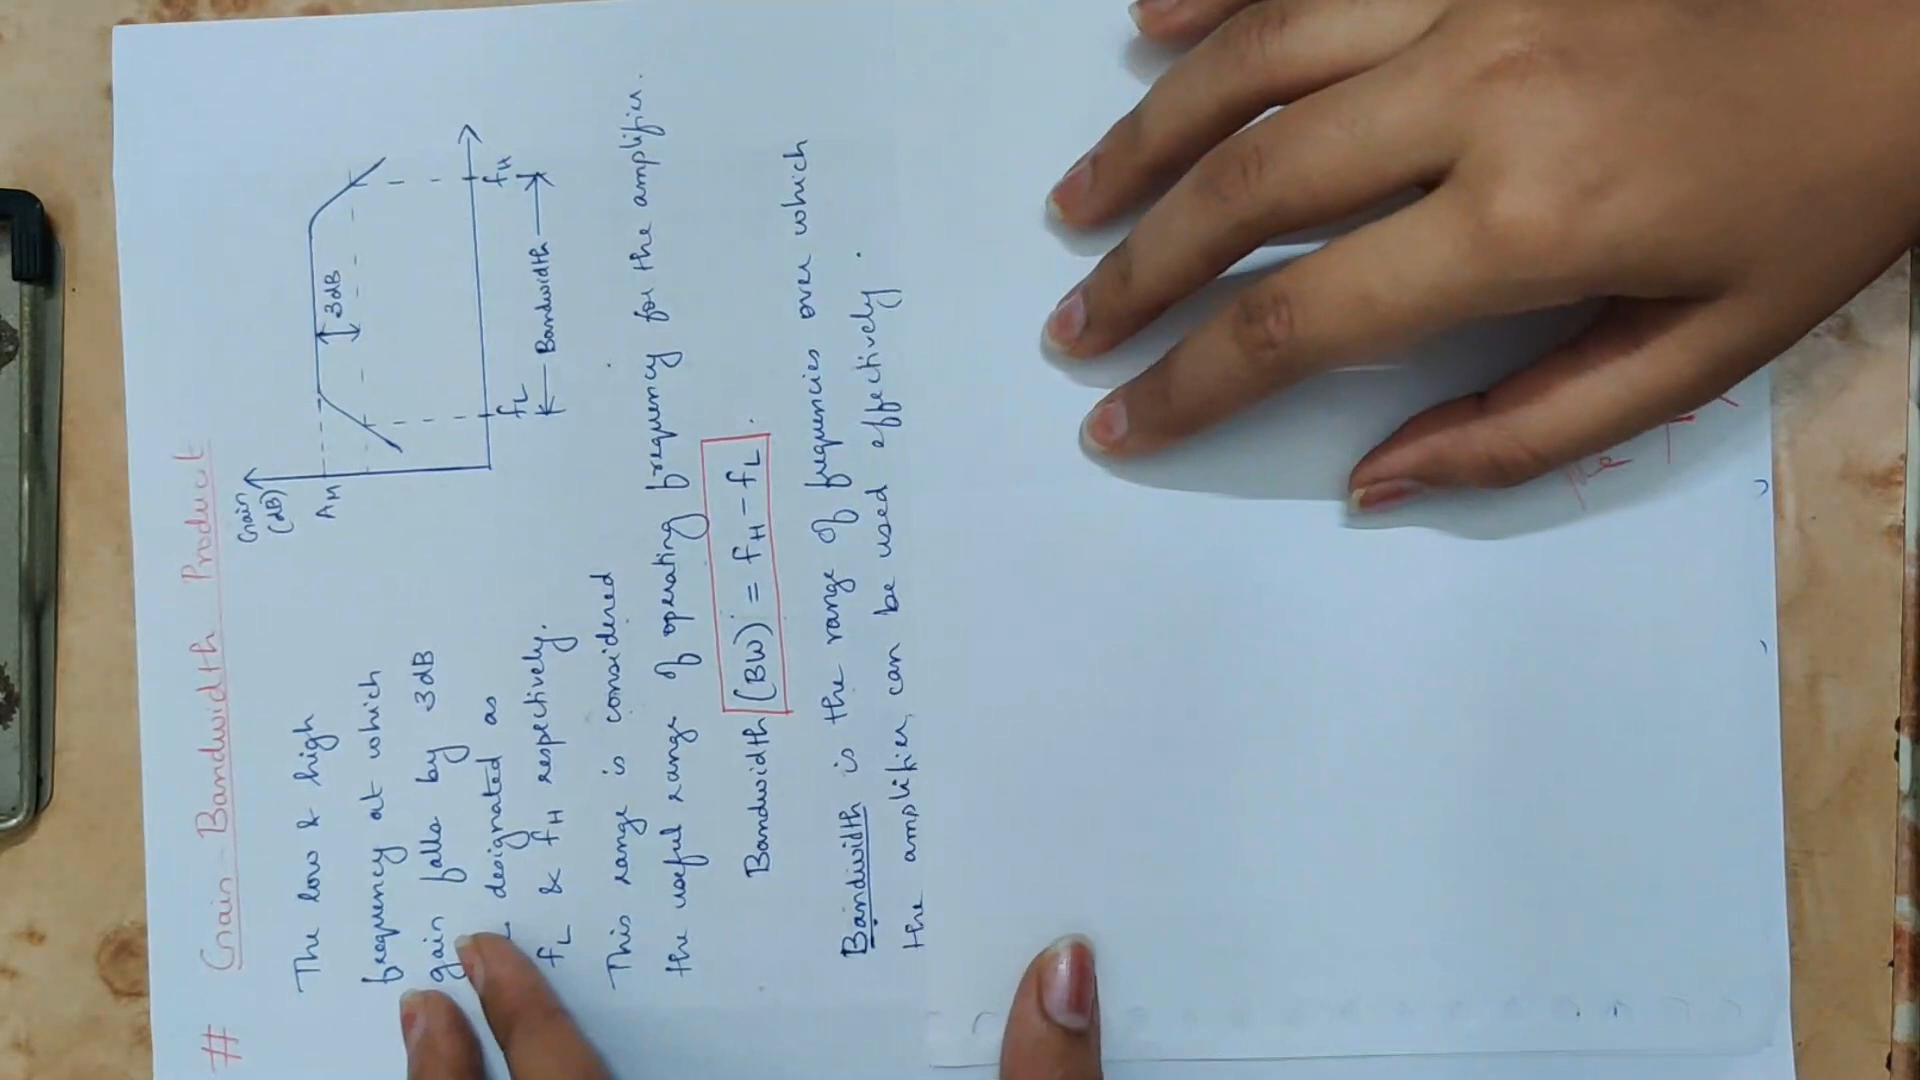 # Gain-Bandwidth Product
The low & high
frequency at which
gain falls by 3dB
designated as
fL & fH respectively.
Gain
(dB)
AM
3dB
fL
fH
Bandwidth
This range is considered
the useful range of operating frequency for the amplifier.
Bandwidth (BW) = fH - fL.
Bandwidth is the range of frequencies over which
the amplifier, can be used effectively.